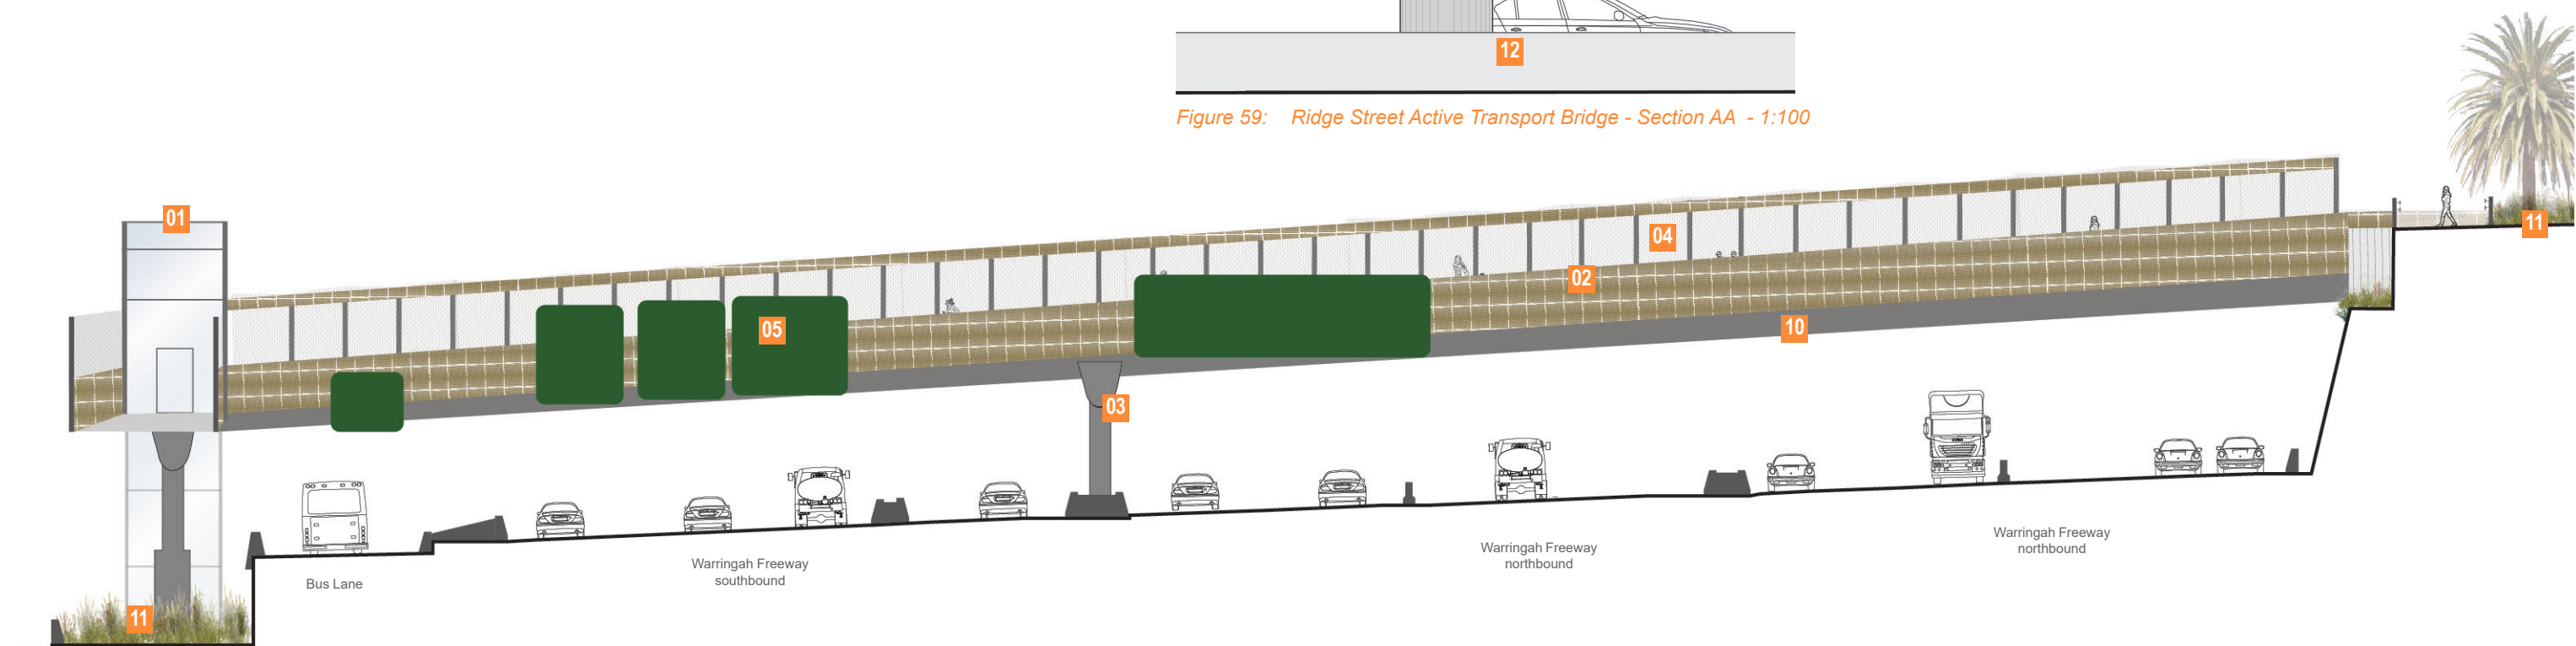 12
Figure 59: Ridge Street Active Transport Bridge - Section AA - 1:100
01
04
11
02
05
10
03
Warringah Freeway
northbound
Warringah Freeway
northbound
Warringah Freeway
southbound
Bus Lane
11